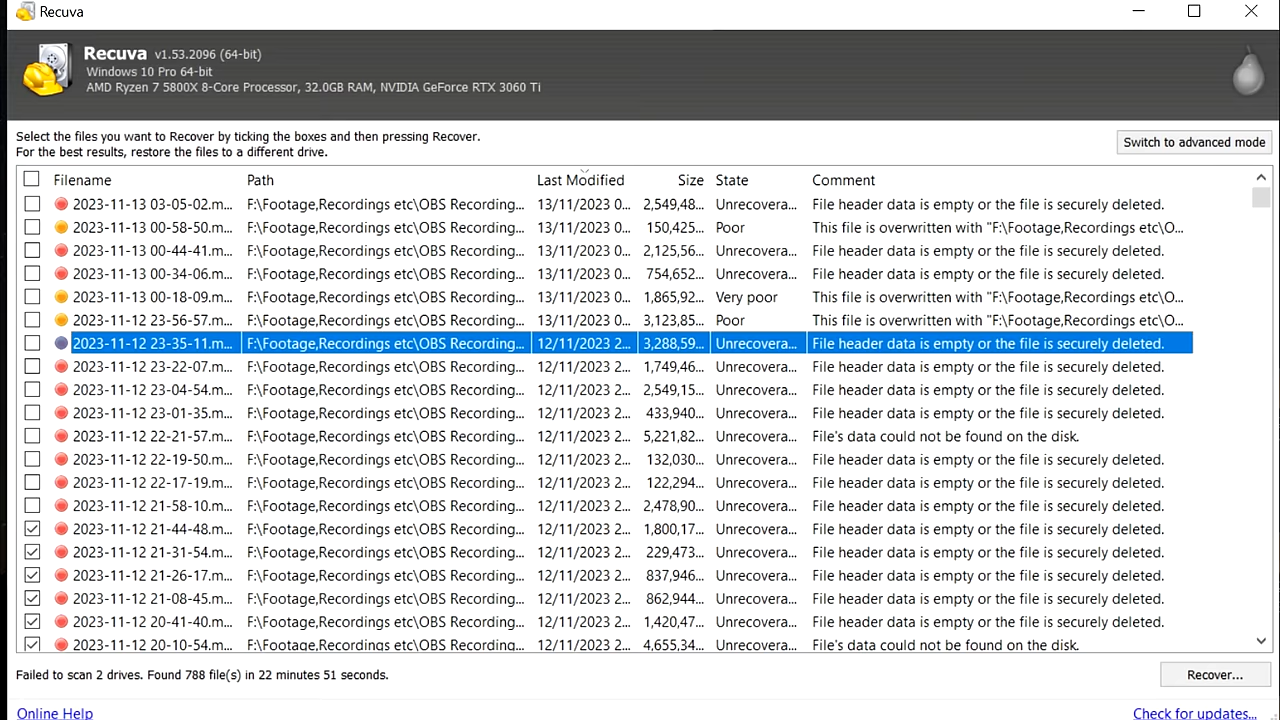 Recuva
Recuva v1.53.2096 (64-bit)
Windows 10 Pro 64-bit
AMD Ryzen 7 5800X 8-Core Processor, 32.0GB RAM, NVIDIA GeForce RTX 3060 Ti
Select the files you want to Recover by ticking the boxes and then pressing Recover.
For the best results, restore the files to a different drive.
Switch to advanced mode
Filename Path Last Modified Size State Comment
2023-11-13 03-05-02.m... F:\Footage,Recordings etc\OBS Recording... 13/11/2023 0... 2,549,48... Unrecovera... File header data is empty or the file is securely deleted.
2023-11-13 00-58-50.m... F:\Footage,Recordings etc\OBS Recording... 13/11/2023 0... 150,425... Poor This file is overwritten with "F:\Footage,Recordings etc\O...
2023-11-13 00-44-41.m... F:\Footage,Recordings etc\OBS Recording... 13/11/2023 0... 2,125,56... Unrecovera... File header data is empty or the file is securely deleted.
2023-11-13 00-34-06.m... F:\Footage,Recordings etc\OBS Recording... 13/11/2023 0... 754,652... Unrecovera... File header data is empty or the file is securely deleted.
2023-11-13 00-18-09.m... F:\Footage,Recordings etc\OBS Recording... 13/11/2023 0... 1,865,92... Very poor This file is overwritten with "F:\Footage,Recordings etc\O...
2023-11-12 23-56-57.m... F:\Footage,Recordings etc\OBS Recording... 13/11/2023 0... 3,123,85... Poor This file is overwritten with "F:\Footage,Recordings etc\O...
2023-11-12 23-35-11.m... F:\Footage,Recordings etc\OBS Recording... 12/11/2023 2... 3,288,59... Unrecovera... File header data is empty or the file is securely deleted.
2023-11-12 23-22-07.m... F:\Footage,Recordings etc\OBS Recording... 12/11/2023 2... 1,749,46... Unrecovera... File header data is empty or the file is securely deleted.
2023-11-12 23-04-54.m... F:\Footage,Recordings etc\OBS Recording... 12/11/2023 2... 2,549,15... Unrecovera... File header data is empty or the file is securely deleted.
2023-11-12 23-01-35.m... F:\Footage,Recordings etc\OBS Recording... 12/11/2023 2... 433,940... Unrecovera... File header data is empty or the file is securely deleted.
2023-11-12 22-21-57.m... F:\Footage,Recordings etc\OBS Recording... 12/11/2023 2... 5,221,82... Unrecovera... File's data could not be found on the disk.
2023-11-12 22-19-50.m... F:\Footage,Recordings etc\OBS Recording... 12/11/2023 2... 132,030... Unrecovera... File header data is empty or the file is securely deleted.
2023-11-12 22-17-19.m... F:\Footage,Recordings etc\OBS Recording... 12/11/2023 2... 122,294... Unrecovera... File header data is empty or the file is securely deleted.
2023-11-12 21-58-10.m... F:\Footage,Recordings etc\OBS Recording... 12/11/2023 2... 2,478,90... Unrecovera... File header data is empty or the file is securely deleted.
2023-11-12 21-44-48.m... F:\Footage,Recordings etc\OBS Recording... 12/11/2023 2... 1,800,17... Unrecovera... File header data is empty or the file is securely deleted.
2023-11-12 21-31-54.m... F:\Footage,Recordings etc\OBS Recording... 12/11/2023 2... 229,473... Unrecovera... File header data is empty or the file is securely deleted.
2023-11-12 21-26-17.m... F:\Footage,Recordings etc\OBS Recording... 12/11/2023 2... 837,946... Unrecovera... File header data is empty or the file is securely deleted.
2023-11-12 21-08-45.m... F:\Footage,Recordings etc\OBS Recording... 12/11/2023 2... 862,944... Unrecovera... File header data is empty or the file is securely deleted.
2023-11-12 20-41-40.m... F:\Footage,Recordings etc\OBS Recording... 12/11/2023 2... 1,420,47... Unrecovera... File header data is empty or the file is securely deleted.
2023-11-12 20-10-54.m... F:\Footage,Recordings etc\OBS Recording... 12/11/2023 2... 4,655,34... Unrecovera... File's data could not be found on the disk.
Failed to scan 2 drives. Found 788 file(s) in 22 minutes 51 seconds.
Recover...
Online Help
Check for updates...